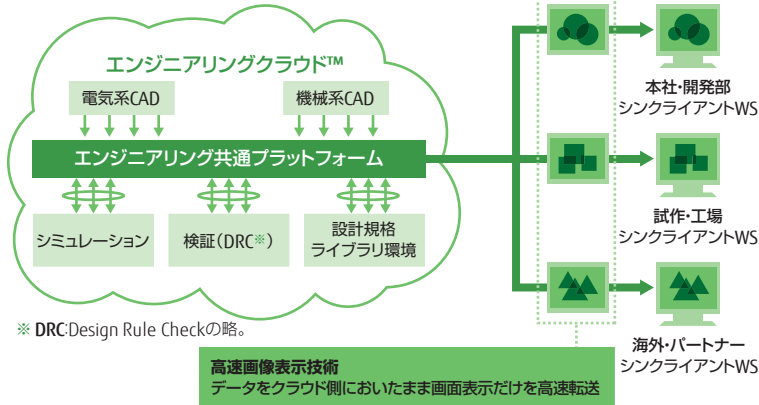 エンジニアリングクラウド™
電気系CAD
機械系CAD
エンジニアリング共通プラットフォーム
シミュレーション
検証(DRC※)
設計規格
ライブラリ環境
※ DRC:Design Rule Checkの略。
本社・開発部
シンクライアントWS
試作・工場
シンクライアントWS
海外・パートナー
シンクライアントWS
高速画像表示技術
データをクラウド側においたまま画面表示だけを高速転送